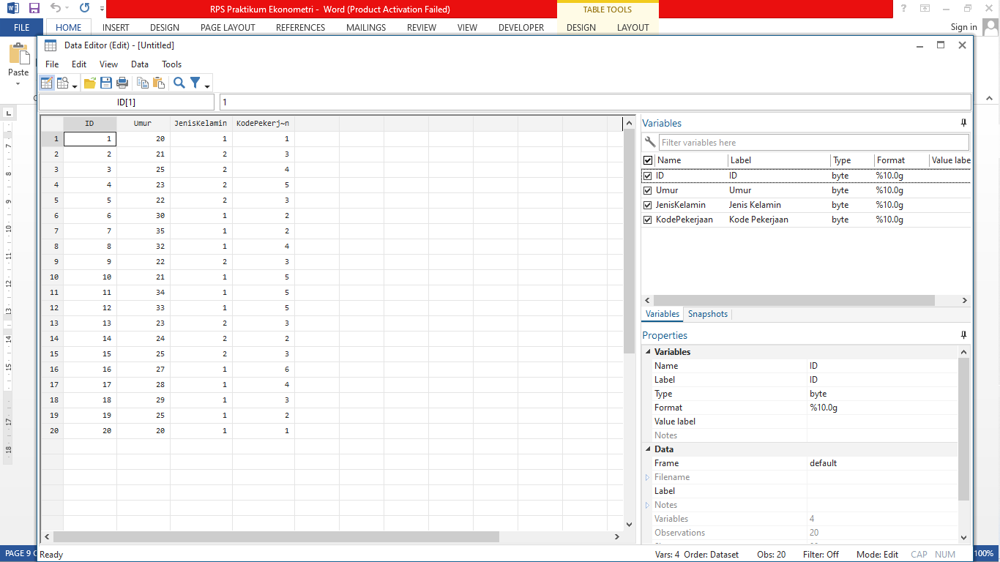 RPS Praktikum Ekonometri - Word (Product Activation Failed)
TABLE TOOLS
FILE HOME INSERT DESIGN PAGE LAYOUT REFERENCES MAILINGS REVIEW VIEW DEVELOPER DESIGN LAYOUT Sign in
Paste
Data Editor (Edit) - [Untitled]
File Edit View Data Tools
ID[1] 1
ID Umur JenisKelamin KodePekerj~n
1 1 20 1 1
2 2 21 2 3
3 3 25 2 4
4 4 23 2 5
5 5 22 2 3
6 6 30 1 2
7 7 35 1 2
8 8 32 1 4
9 9 22 2 3
10 10 21 1 5
11 11 34 1 5
12 12 33 1 5
13 13 23 2 3
14 14 24 2 2
15 15 25 2 3
16 16 27 1 6
17 17 28 1 4
18 18 29 1 3
19 19 25 1 2
20 20 20 1 1
Variables
Filter variables here
Name Label Type Format Value labe
ID ID byte %10.0g
Umur Umur byte %10.0g
JenisKelamin Jenis Kelamin byte %10.0g
KodePekerjaan Kode Pekerjaan byte %10.0g
Variables Snapshots
Properties
Variables
Name ID
Label ID
Type byte
Format %10.0g
Value label
Notes
Data
Frame default
Filename
Label
Notes
Variables 4
Observations 20
7
8
9
10
11
12
13
14
15
17
18
PAGE 9
Ready Vars: 4 Order: Dataset Obs: 20 Filter: Off Mode: Edit CAP NUM
100%